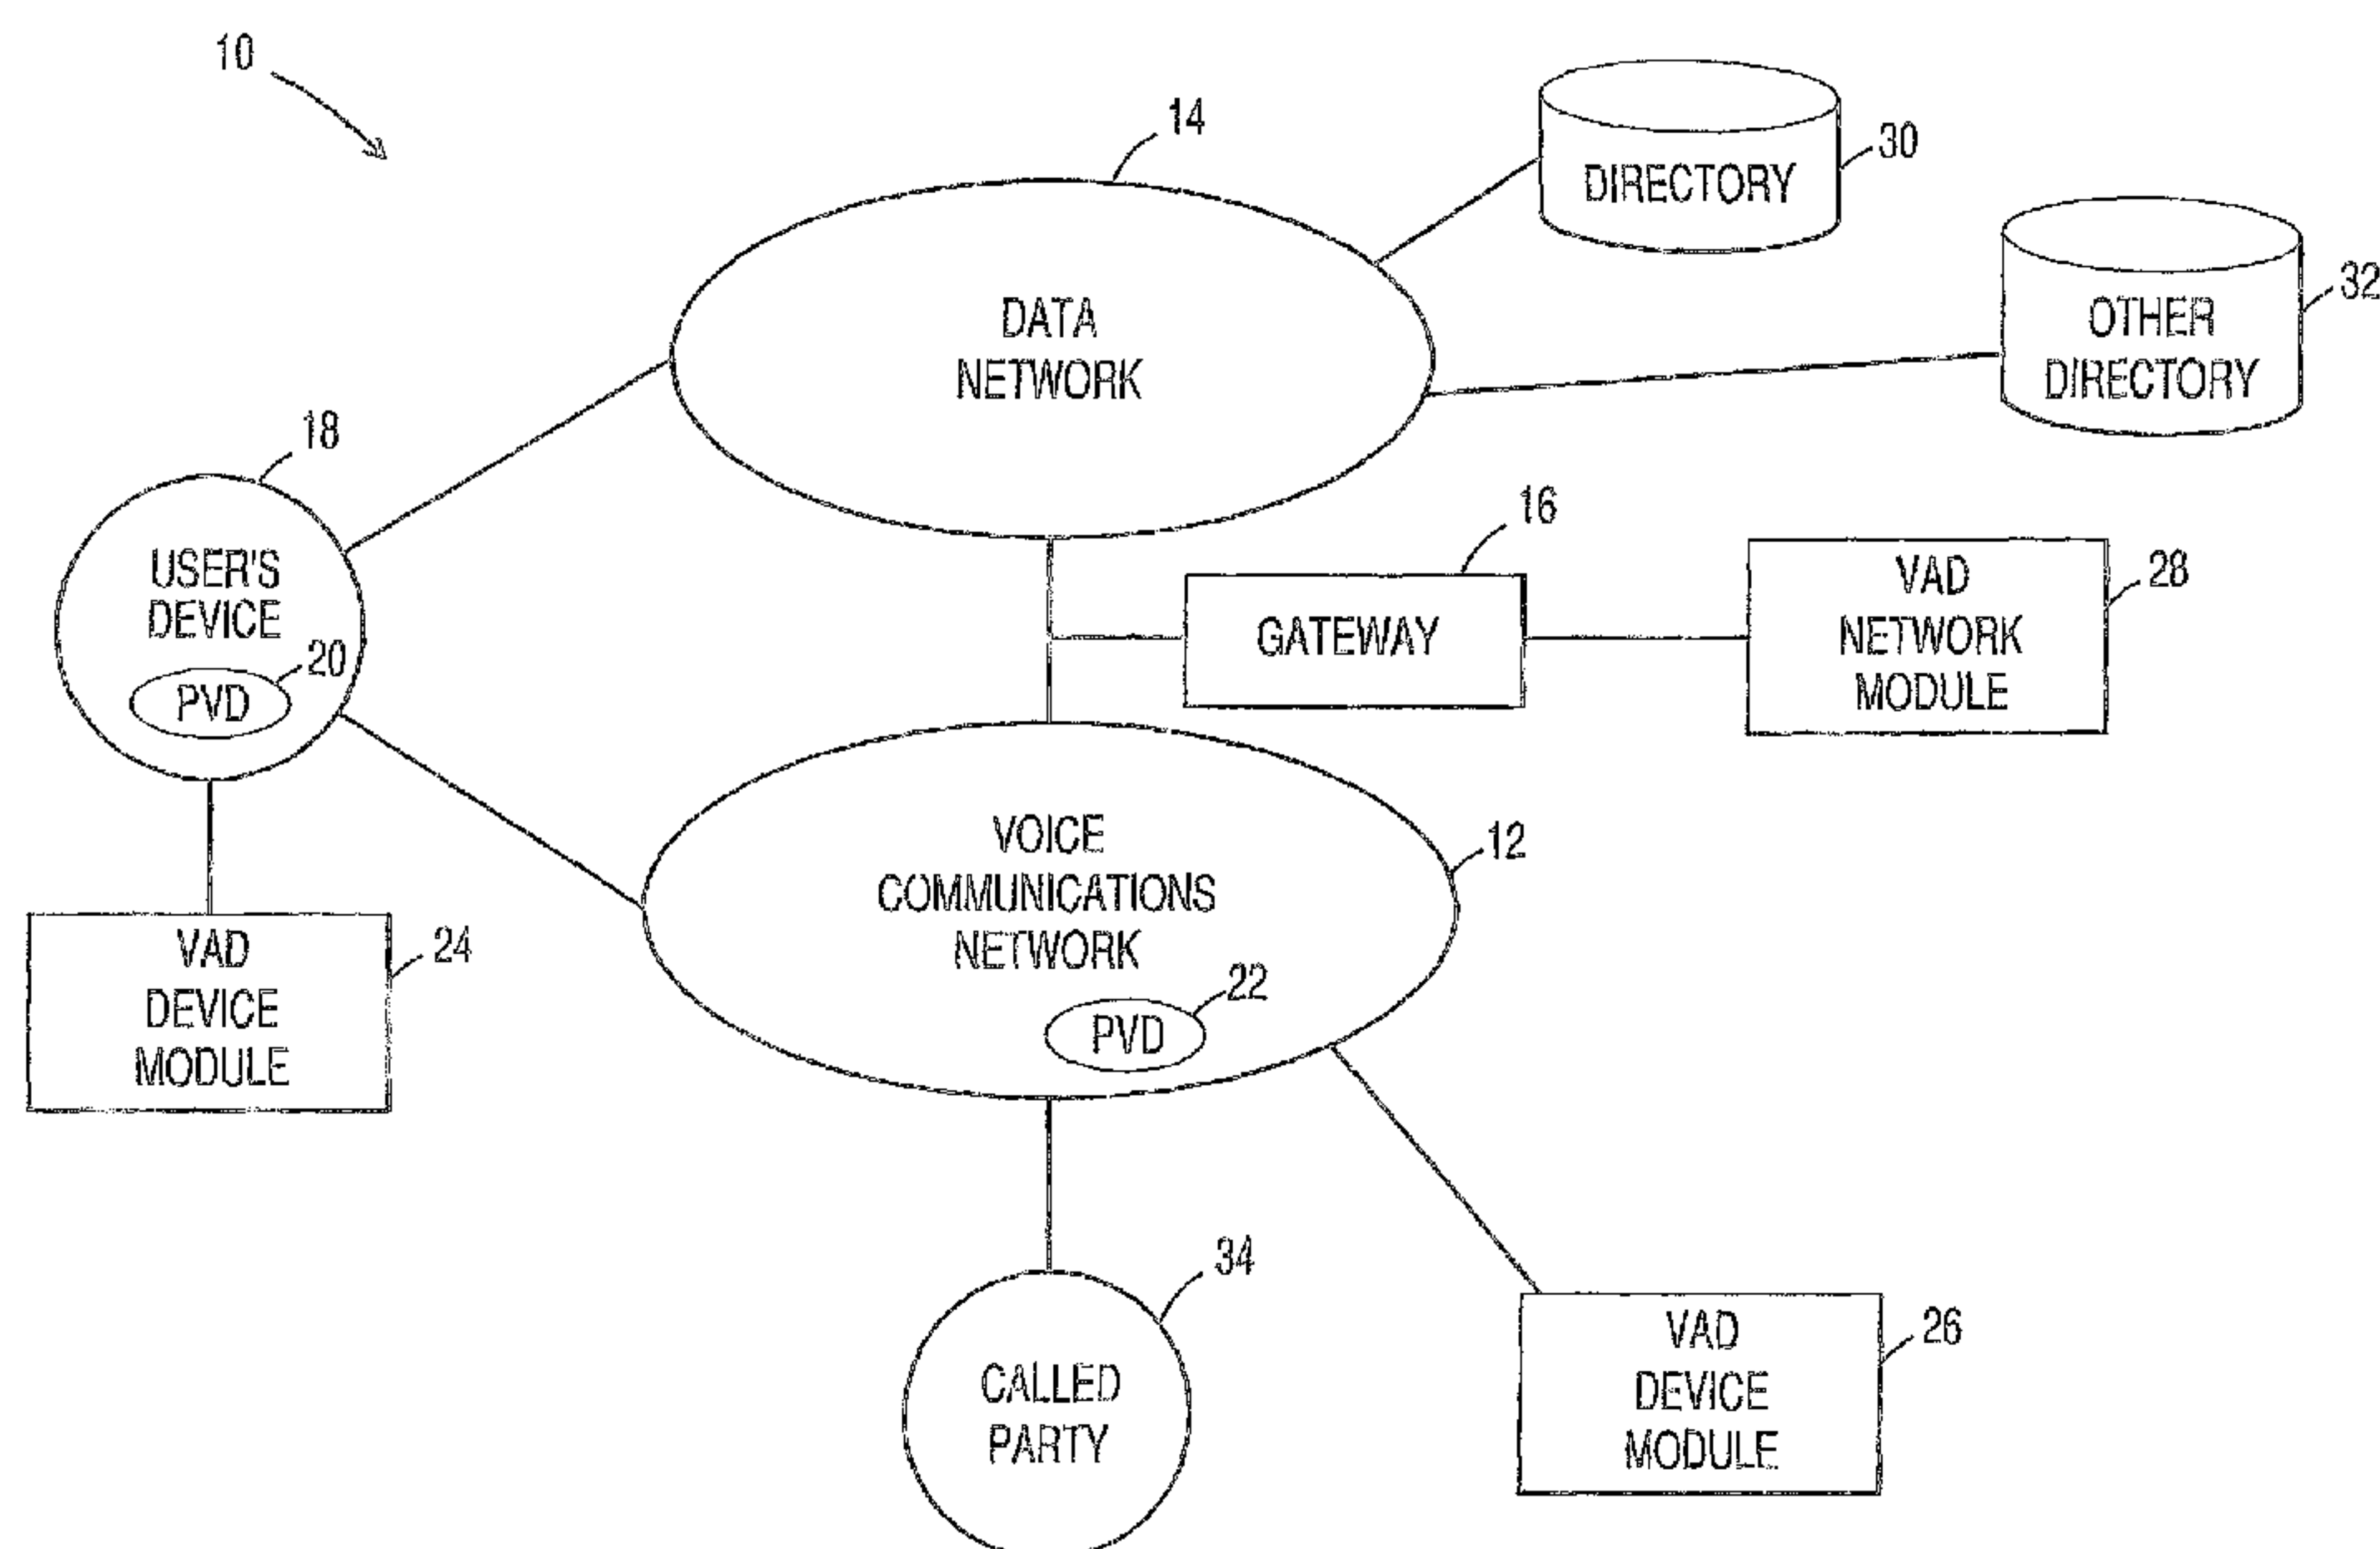 10
14
DIRECTORY
30
DATA
NETWORK
OTHER
DIRECTORY
32
18
USER'S
DEVICE
20
PVD
16
GATEWAY
VAD
NETWORK
MODULE
28
VOICE
COMMUNICATIONS
NETWORK
12
22
PVD
VAD
DEVICE
MODULE
24
34
CALLED
PARTY
VAD
DEVICE
MODULE
26